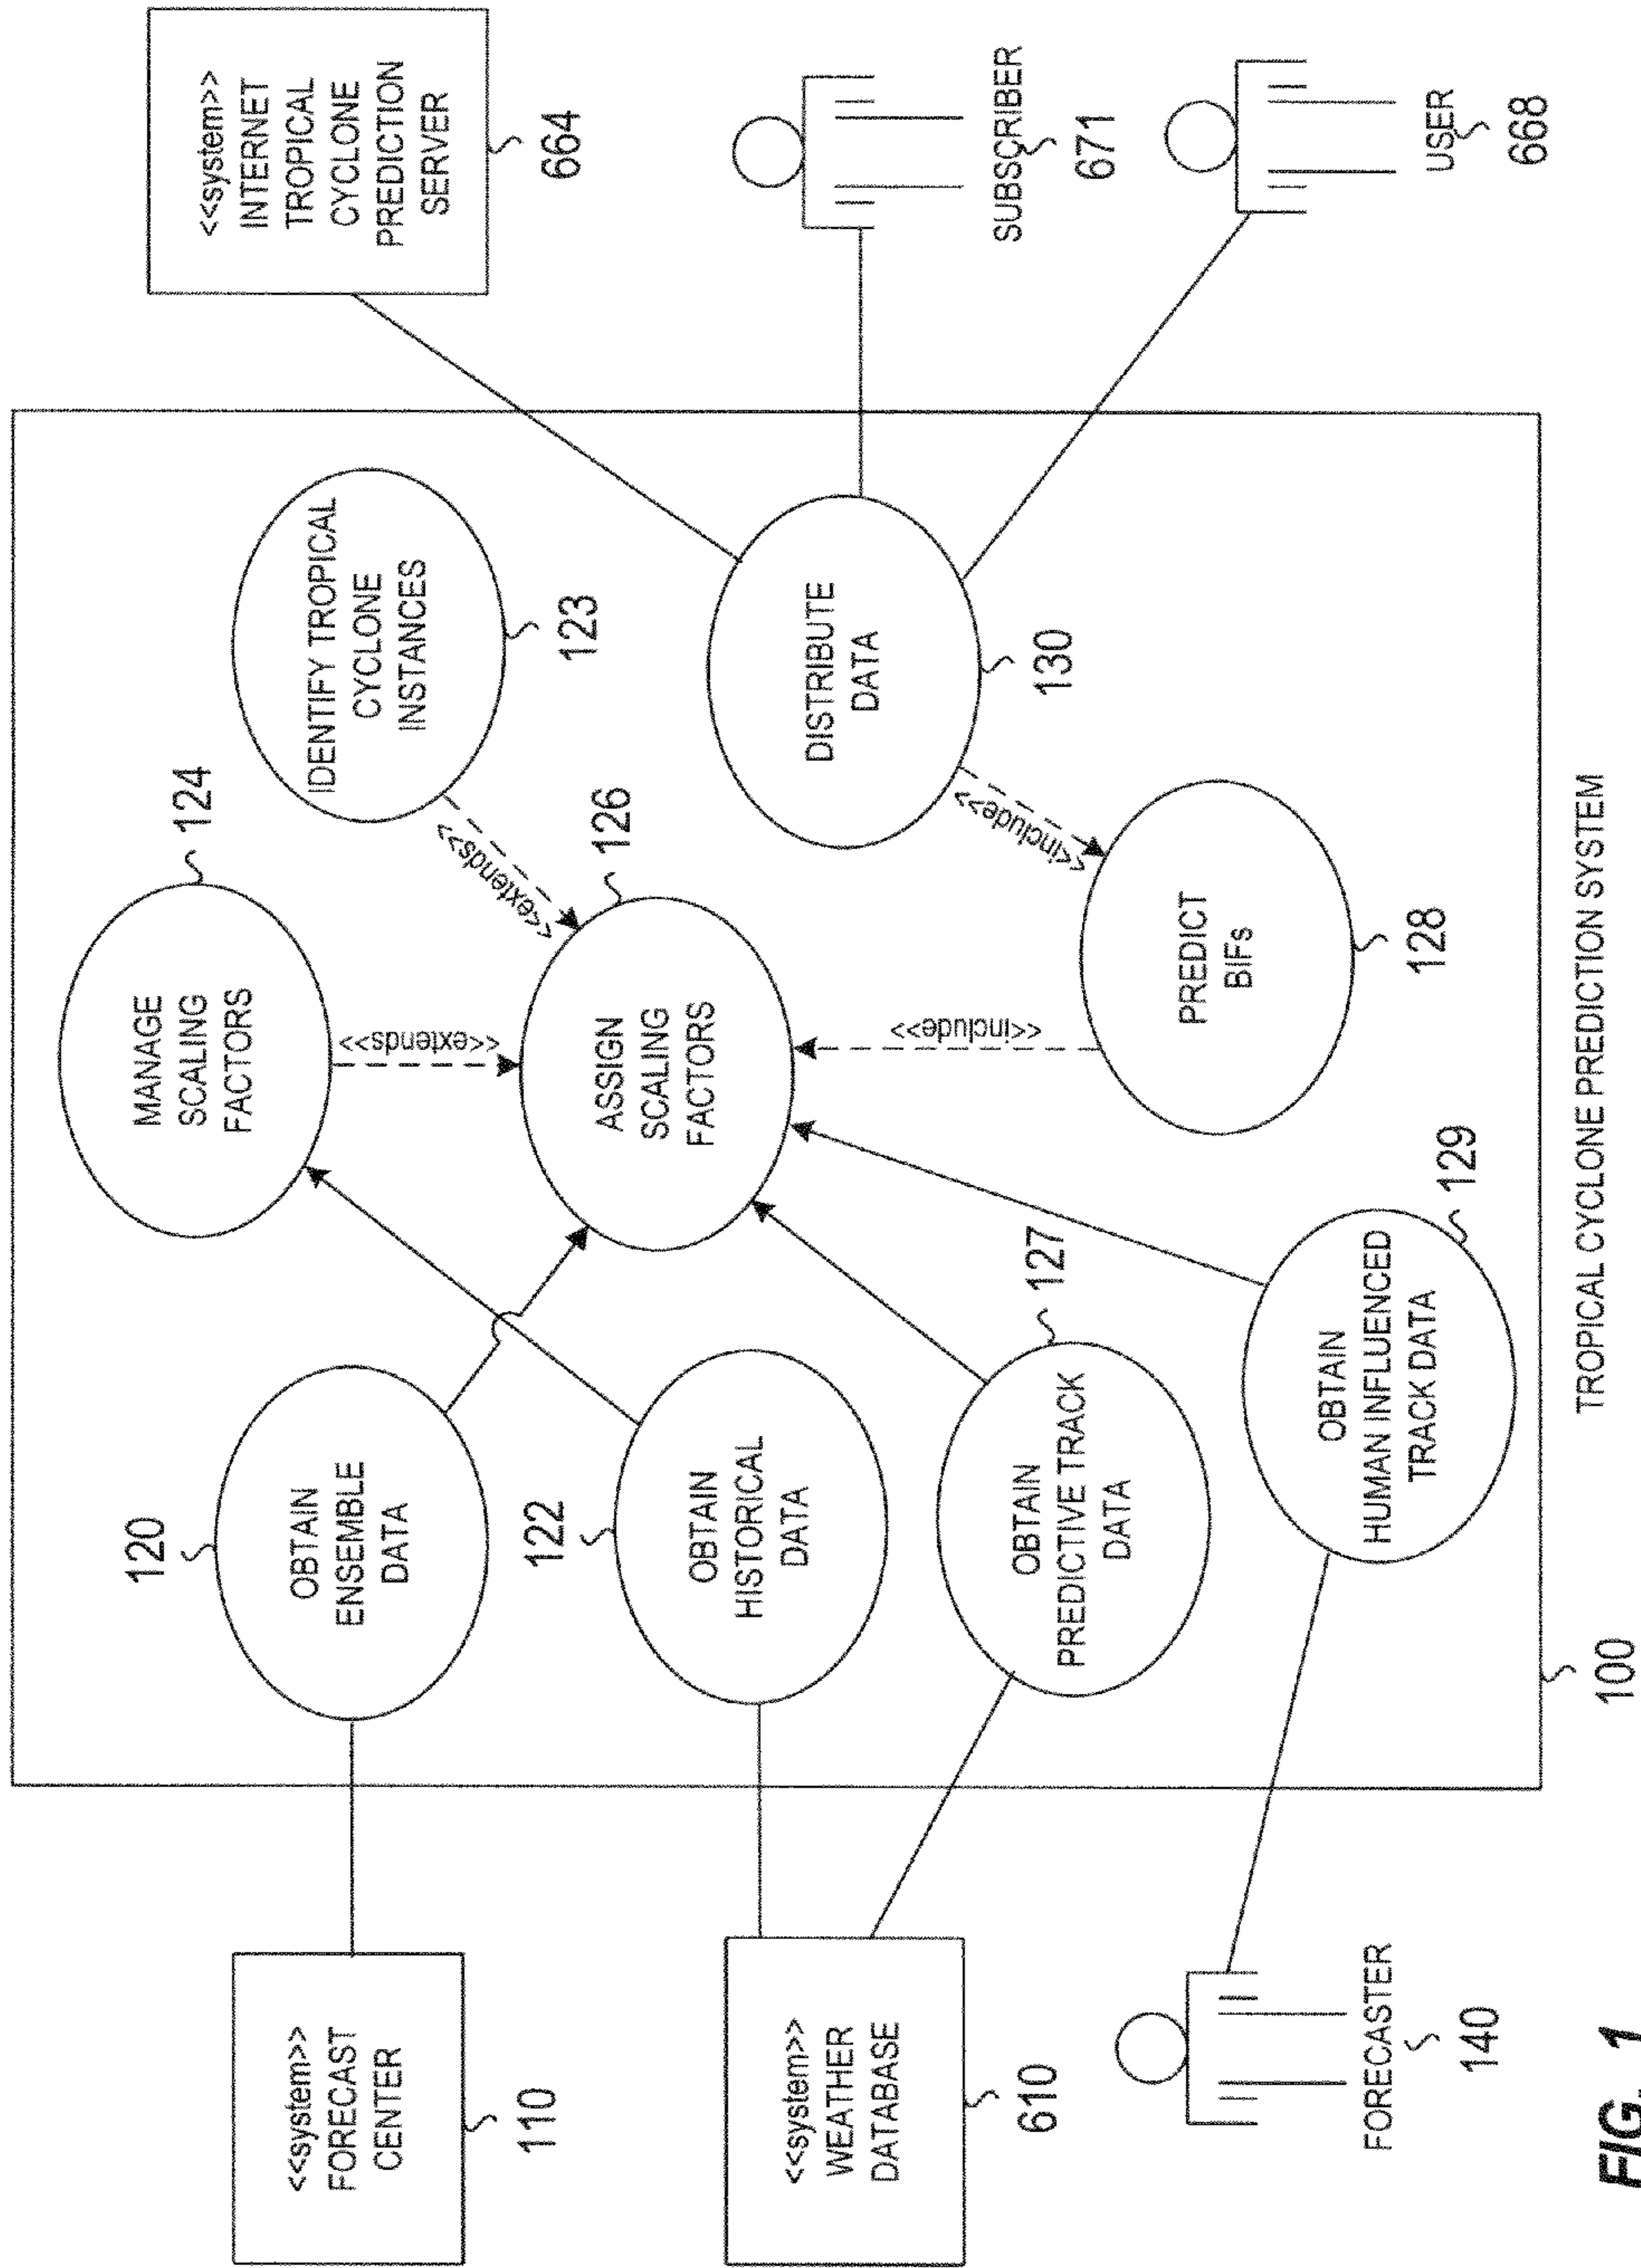 <<system>>
FORECAST
CENTER
110
<<system>>
WEATHER
DATABASE
610
FORECASTER
140
120
OBTAIN
ENSEMBLE
DATA
122
OBTAIN
HISTORICAL
DATA
OBTAIN
PREDICTIVE TRACK
DATA
127
OBTAIN
HUMAN INFLUENCED
TRACK DATA
129
MANAGE
SCALING
FACTORS
124
<<extends>>
ASSIGN
SCALING
FACTORS
126
<<extends>>
IDENTIFY TROPICAL
CYCLONE
INSTANCES
123
<<include>>
PREDICT
BIFs
128
<<include>>
DISTRIBUTE
DATA
130
<<system>>
INTERNET
TROPICAL
CYCLONE
PREDICTION
SERVER
664
SUBSCRIBER
671
USER
668
100
TROPICAL CYCLONE PREDICTION SYSTEM
FIG. 1